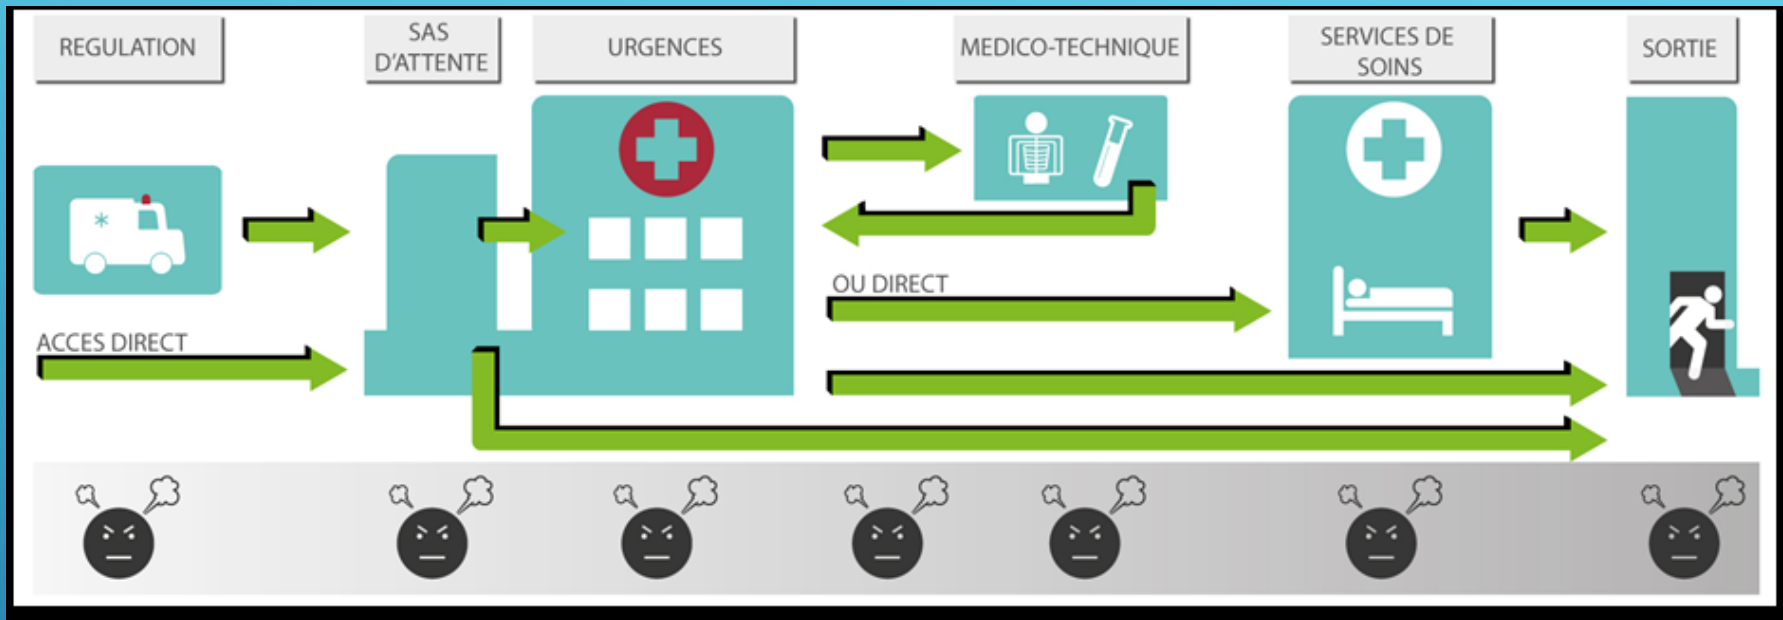 REGULATION
SAS
D'ATTENTE
URGENCES
MEDICO-TECHNIQUE
SERVICES DE
SOINS
SORTIE
OU DIRECT
ACCES DIRECT